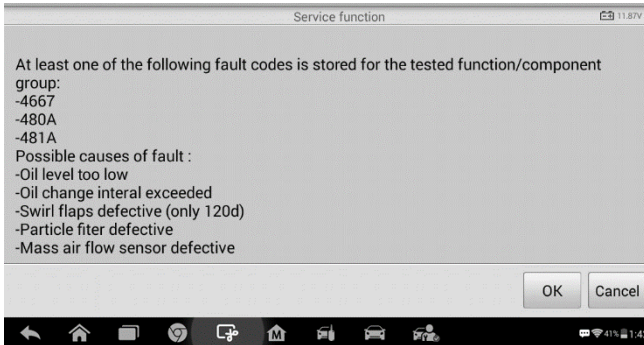 Service function
11.87V
At least one of the following fault codes is stored for the tested function/component
group:
-4667
-480A
-481A
Possible causes of fault :
-Oil level too low
-Oil change interal exceeded
-Swirl flaps defective (only 120d)
-Particle fiter defective
-Mass air flow sensor defective
OK
Cancel
M
41%